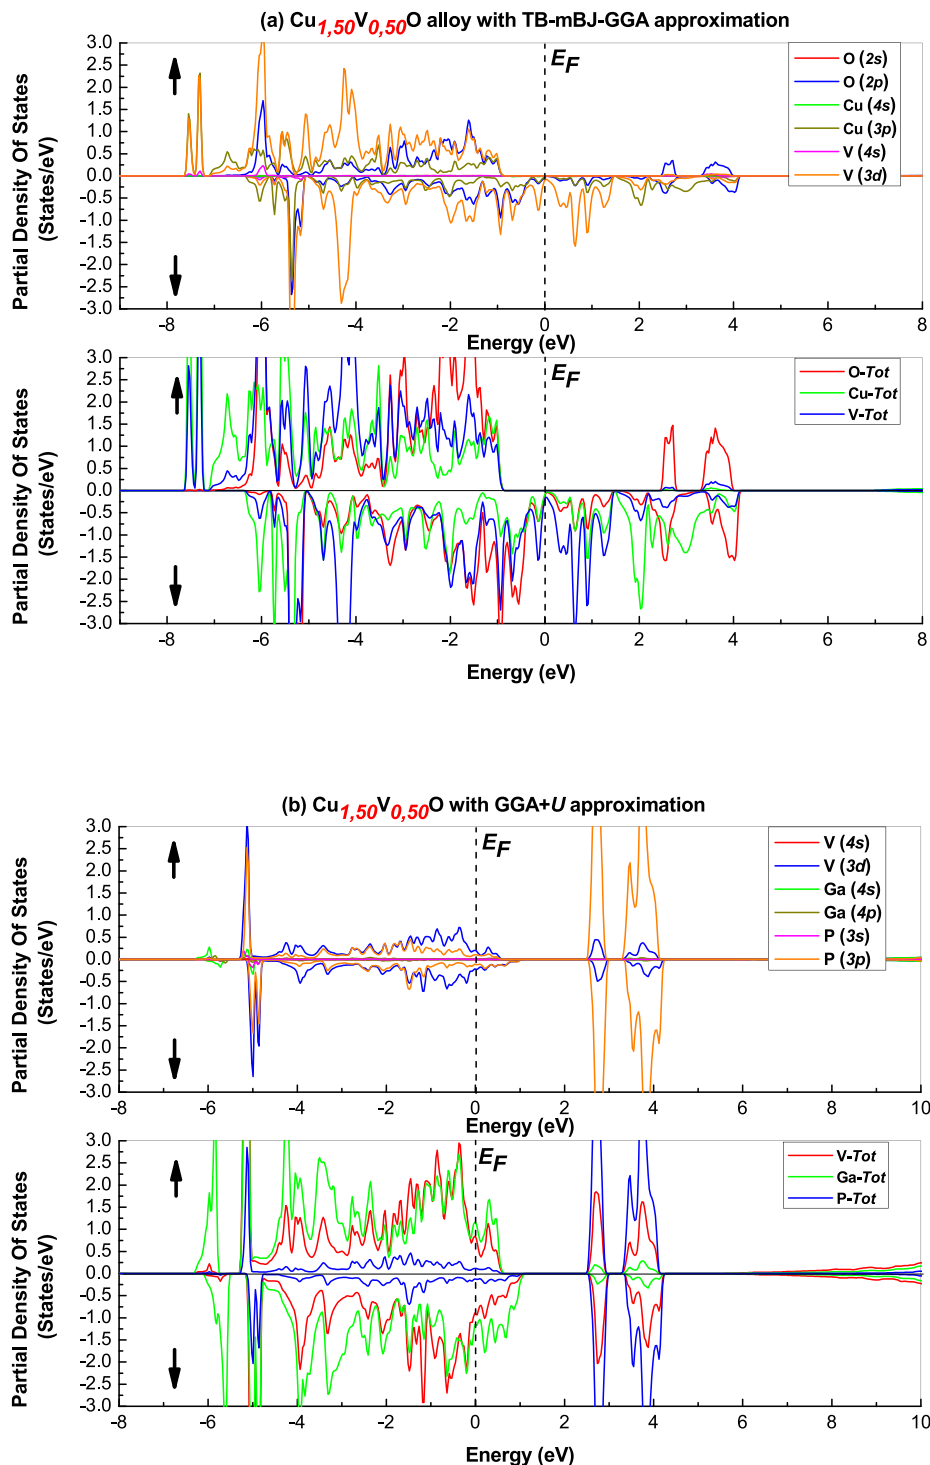 (a) Cu1,50V0,50O alloy with TB-mBJ-GGA approximation
Partial Density Of States
(States/eV)
3.0
2.5
2.0
1.5
1.0
0.5
0.0
-0.5
-1.0
-1.5
-2.0
-2.5
-3.0
EF
O (2s)
O (2p)
Cu (4s)
Cu (3p)
V (4s)
V (3d)
-8 -6 -4 -2 0 2 4 6 8
Energy (eV)
Partial Density Of States
(States/eV)
3.0
2.5
2.0
1.5
1.0
0.5
0.0
-0.5
-1.0
-1.5
-2.0
-2.5
-3.0
EF
O-Tot
Cu-Tot
V-Tot
-8 -6 -4 -2 0 2 4 6 8
Energy (eV)
(b) Cu1,50V0,50O with GGA+U approximation
Partial Density Of States
(States/eV)
3.0
2.5
2.0
1.5
1.0
0.5
0.0
-0.5
-1.0
-1.5
-2.0
-2.5
-3.0
EF
V (4s)
V (3d)
Ga (4s)
Ga (4p)
P (3s)
P (3p)
-8 -6 -4 -2 0 2 4 6 8 10
Energy (eV)
Partial Density Of States
(States/eV)
3.0
2.5
2.0
1.5
1.0
0.5
0.0
-0.5
-1.0
-1.5
-2.0
-2.5
-3.0
EF
V-Tot
Ga-Tot
P-Tot
-8 -6 -4 -2 0 2 4 6 8 10
Energy (eV)